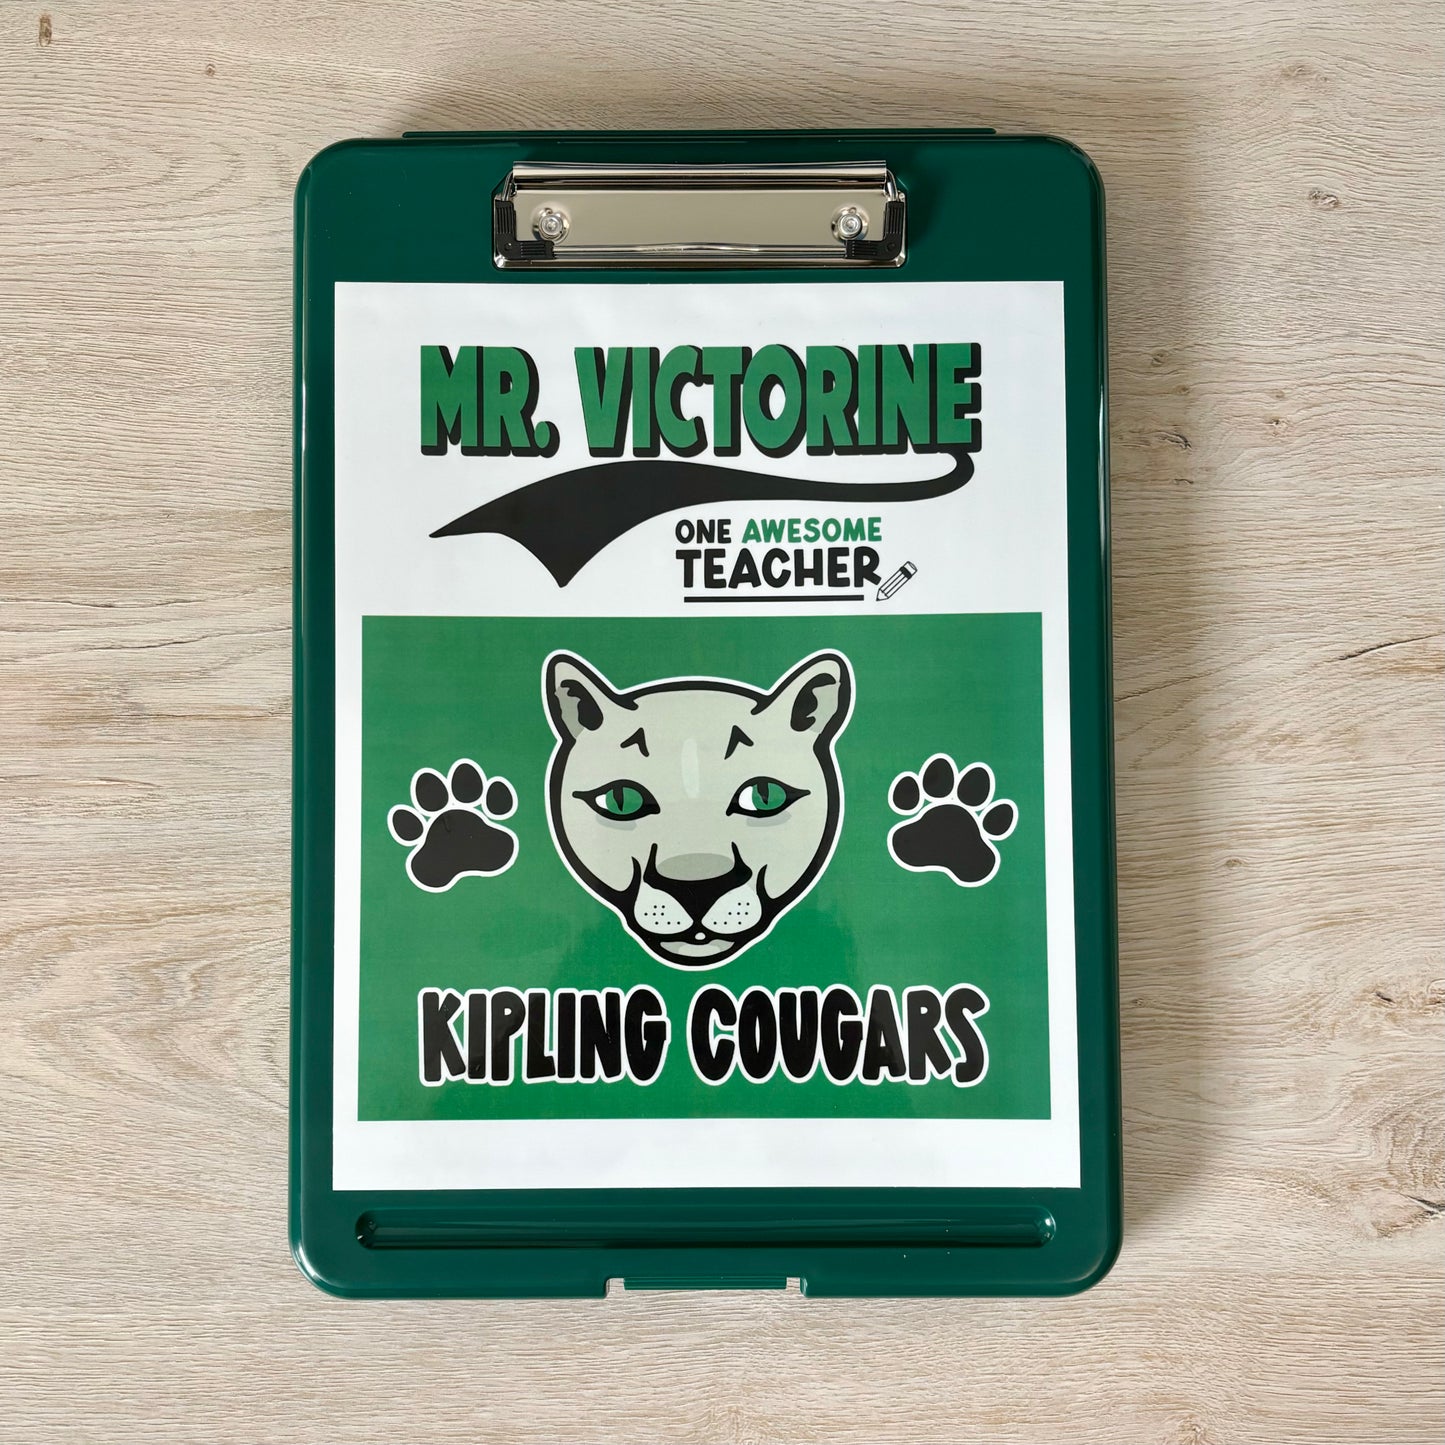 MR. VICTORINE
ONE AWESOME
TEACHER
KIPLING COUGARS